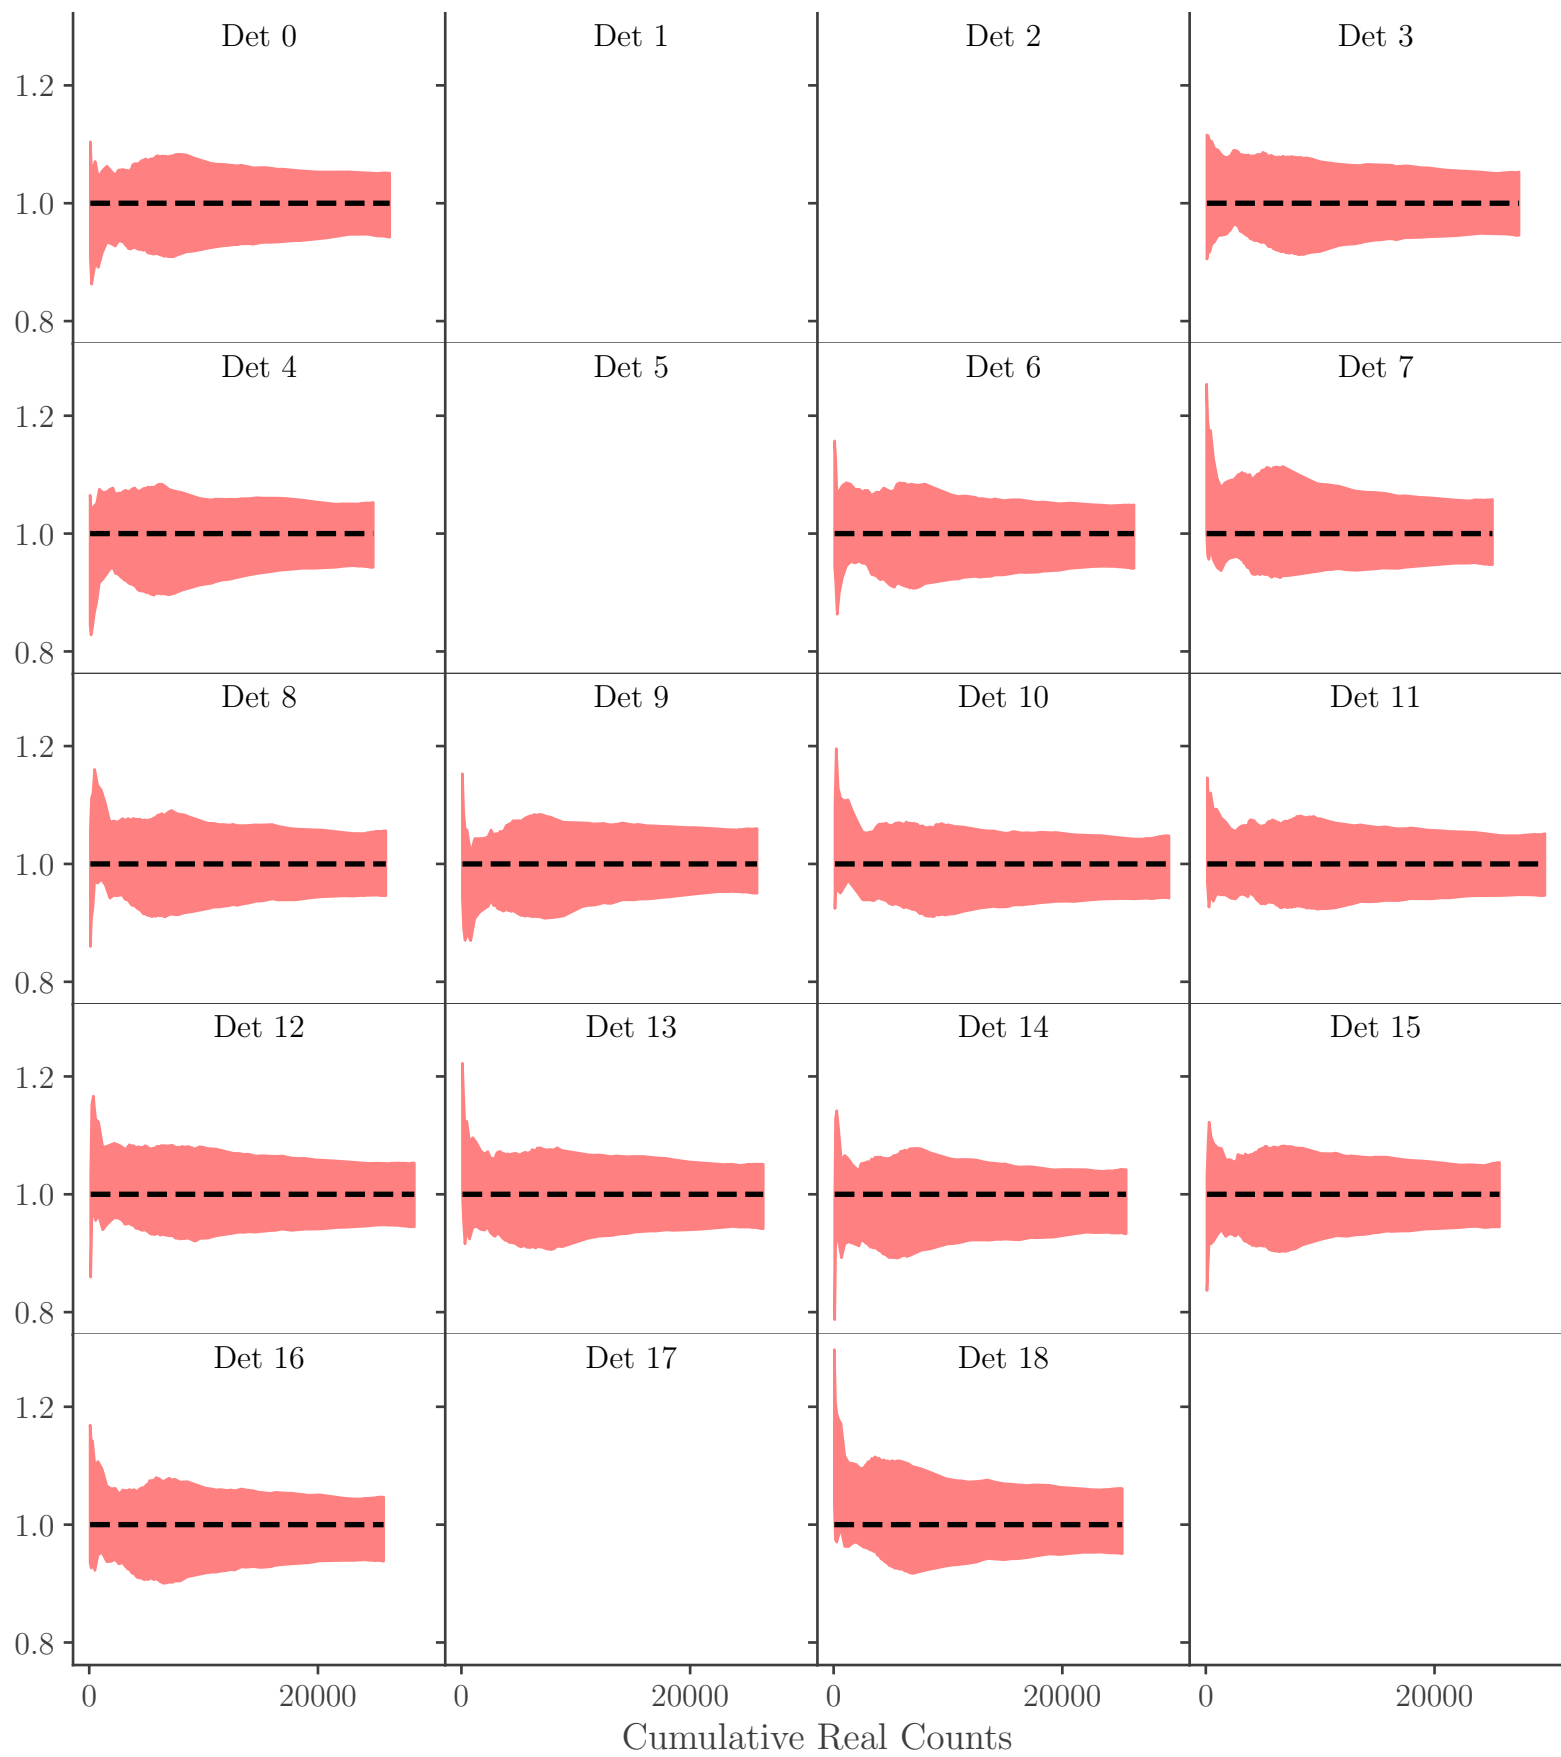 Det 0 Det 1 Det 2 Det 3
1.2
1.0
0.8
Det 4 Det 5 Det 6 Det 7
1.2
1.0
0.8
Det 8 Det 9 Det 10 Det 11
1.2
1.0
0.8
Det 12 Det 13 Det 14 Det 15
1.2
1.0
0.8
Det 16 Det 17 Det 18
1.2
1.0
0.8
0 20000 0 20000 0 20000 0 20000
Cumulative Real Counts